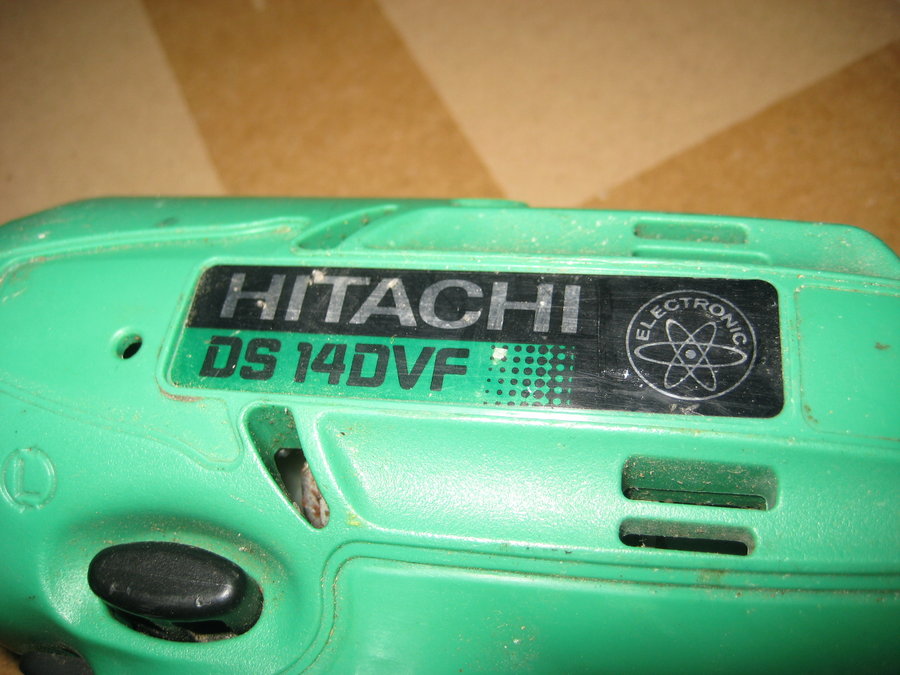 HITACHI
DS 14DVF
ELECTRONIC
L